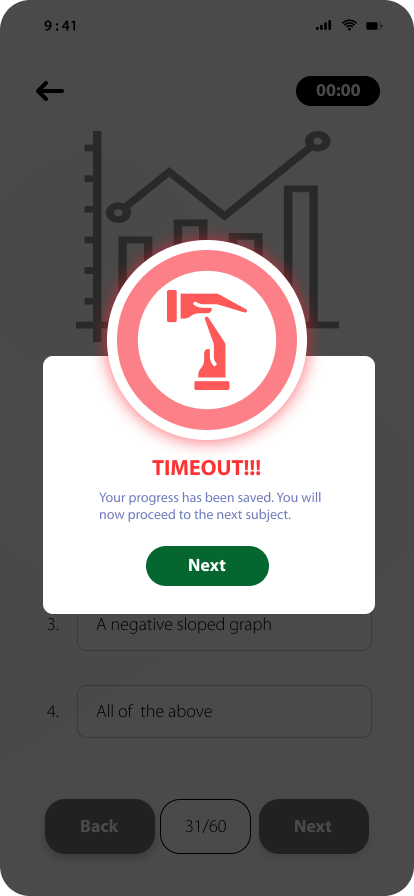 9:41
00:00
TIMEOUT!!!
Your progress has been saved. You will
now proceed to the next subject.
Next
3. A negative sloped graph
4. All of the above
Back 31/60 Next